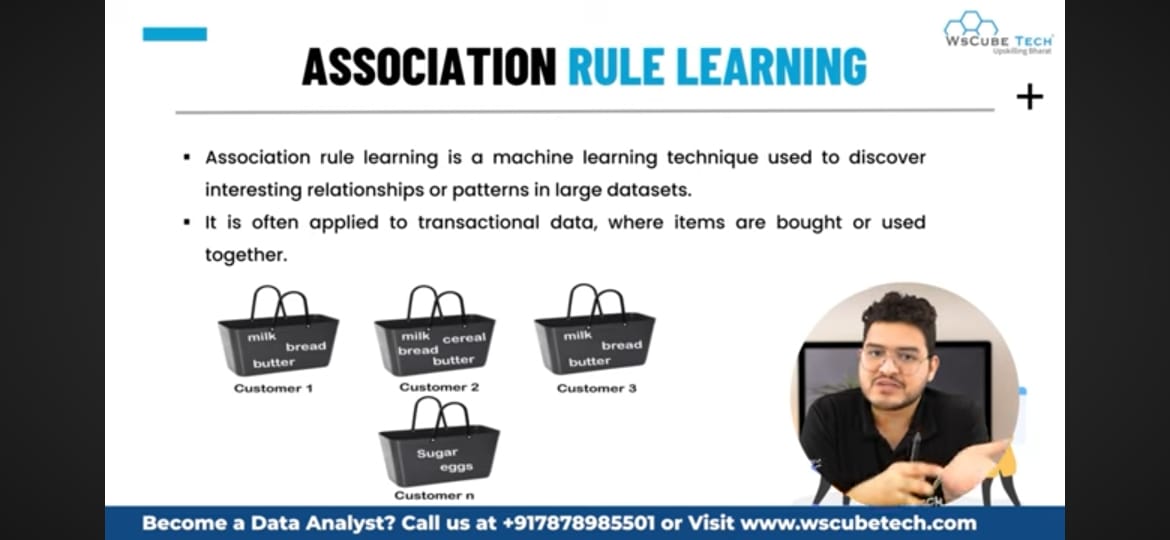 WsCube Tech
Upskilling Bharat
ASSOCIATION RULE LEARNING
+
▪ Association rule learning is a machine learning technique used to discover
interesting relationships or patterns in large datasets.
▪ It is often applied to transactional data, where items are bought or used
together.
milk
bread
butter
Customer 1
milk cereal
bread
butter
Customer 2
milk
bread
butter
Customer 3
Sugar
eggs
Customer n
Become a Data Analyst? Call us at +917878985501 or Visit www.wscubetech.com